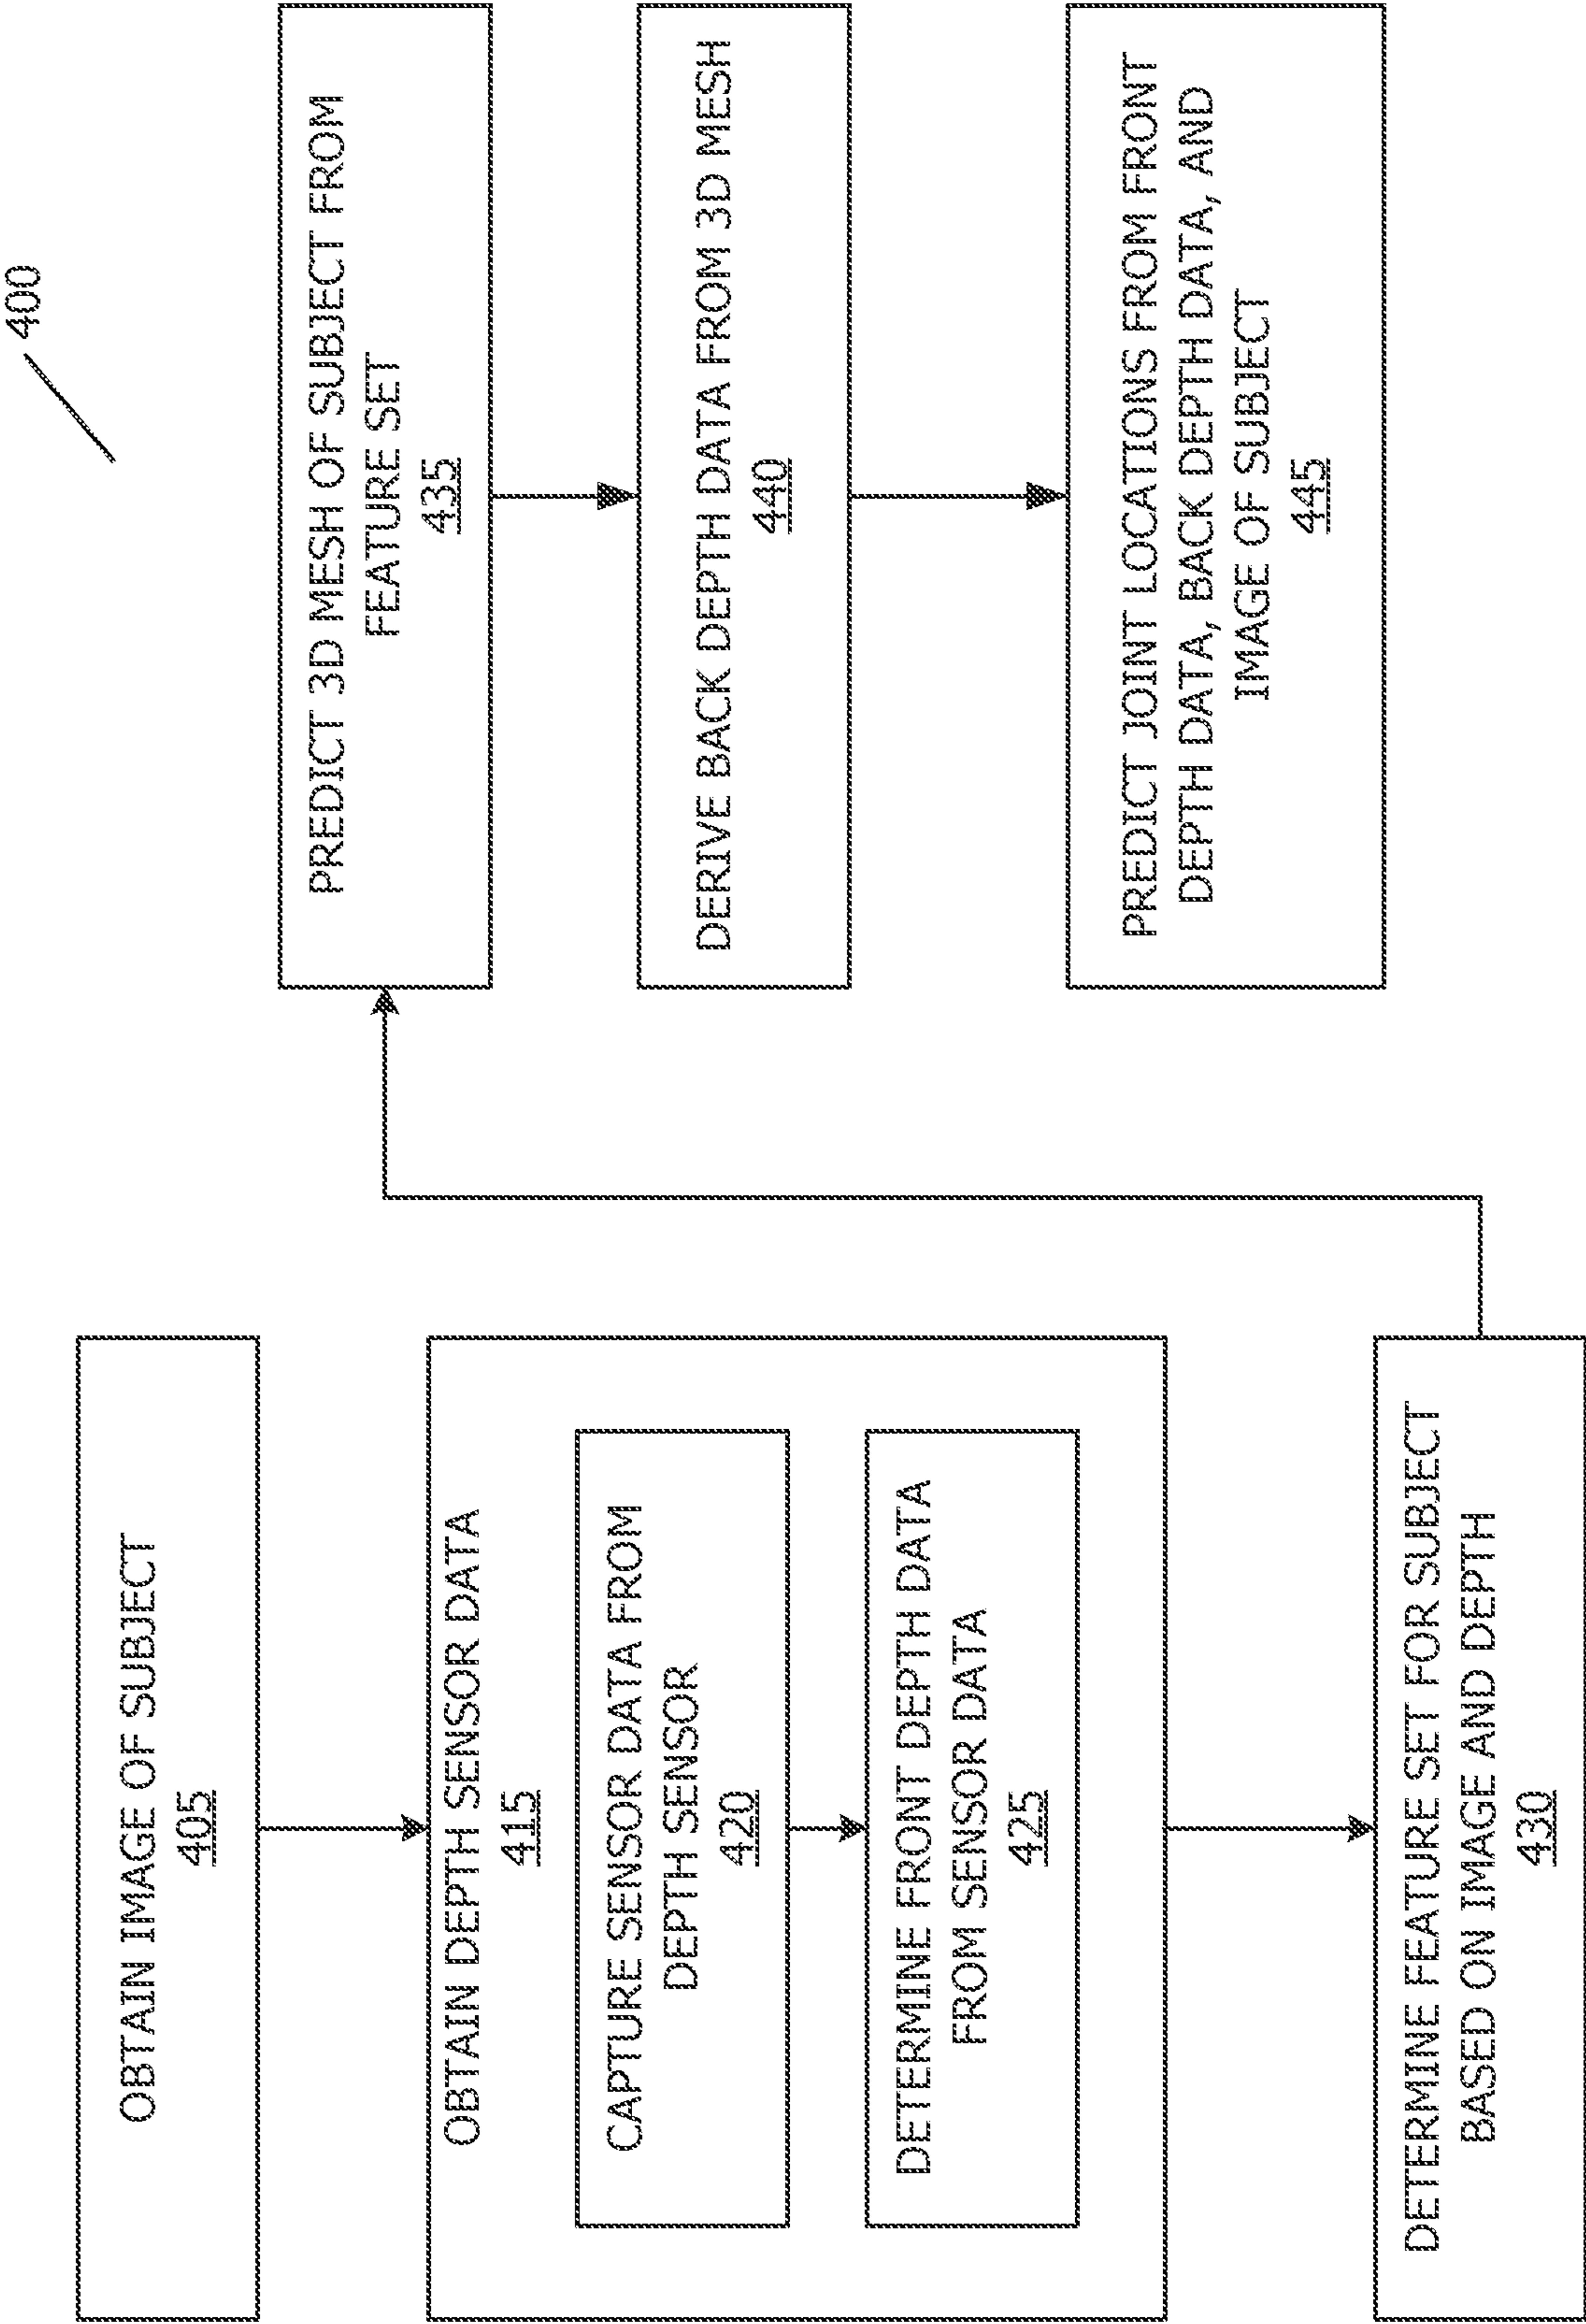 400
OBTAIN IMAGE OF SUBJECT
405
OBTAIN DEPTH SENSOR DATA
415
CAPTURE SENSOR DATA FROM
DEPTH SENSOR
420
DETERMINE FRONT DEPTH DATA
FROM SENSOR DATA
425
DETERMINE FEATURE SET FOR SUBJECT
BASED ON IMAGE AND DEPTH
430
PREDICT 3D MESH OF SUBJECT FROM
FEATURE SET
435
DERIVE BACK DEPTH DATA FROM 3D MESH
440
PREDICT JOINT LOCATIONS FROM FRONT
DEPTH DATA, BACK DEPTH DATA, AND
IMAGE OF SUBJECT
445